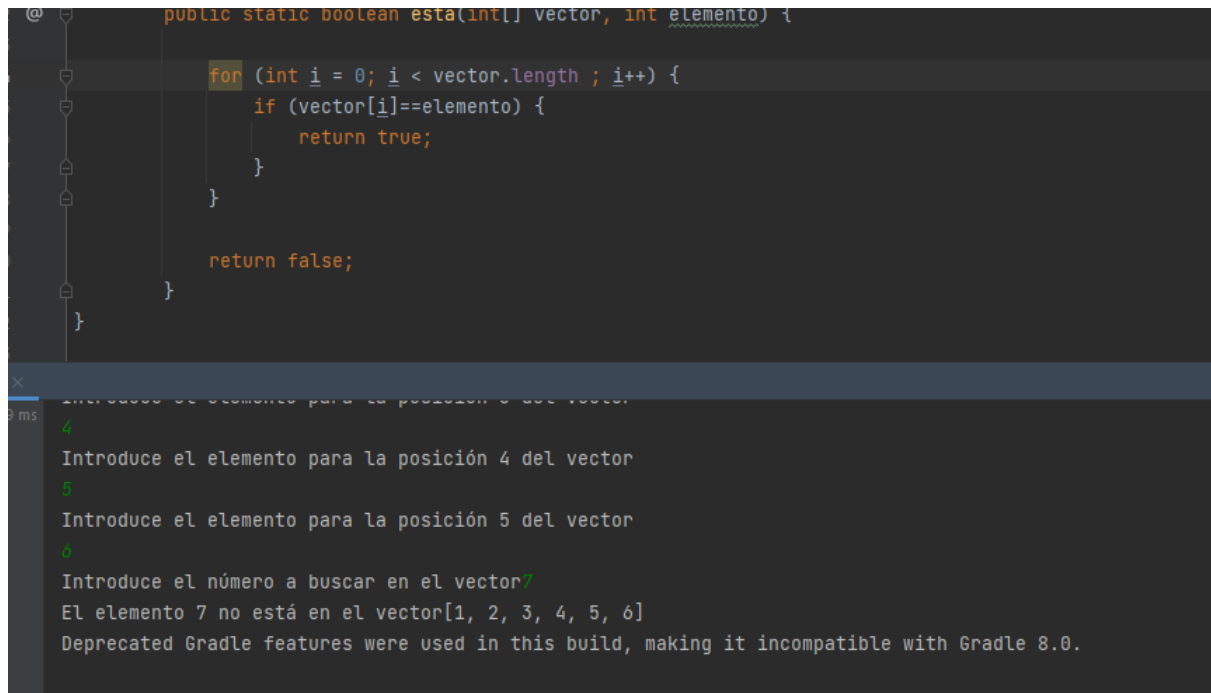 @ public static boolean esta(int[] vector, int elemento) {
for (int i = 0; i < vector.length ; i++) {
if (vector[i]==elemento) {
return true;
}
}
return false;
}
}
9 ms
4
Introduce el elemento para la posición 4 del vector
5
Introduce el elemento para la posición 5 del vector
6
Introduce el número a buscar en el vector7
El elemento 7 no está en el vector[1, 2, 3, 4, 5, 6]
Deprecated Gradle features were used in this build, making it incompatible with Gradle 8.0.